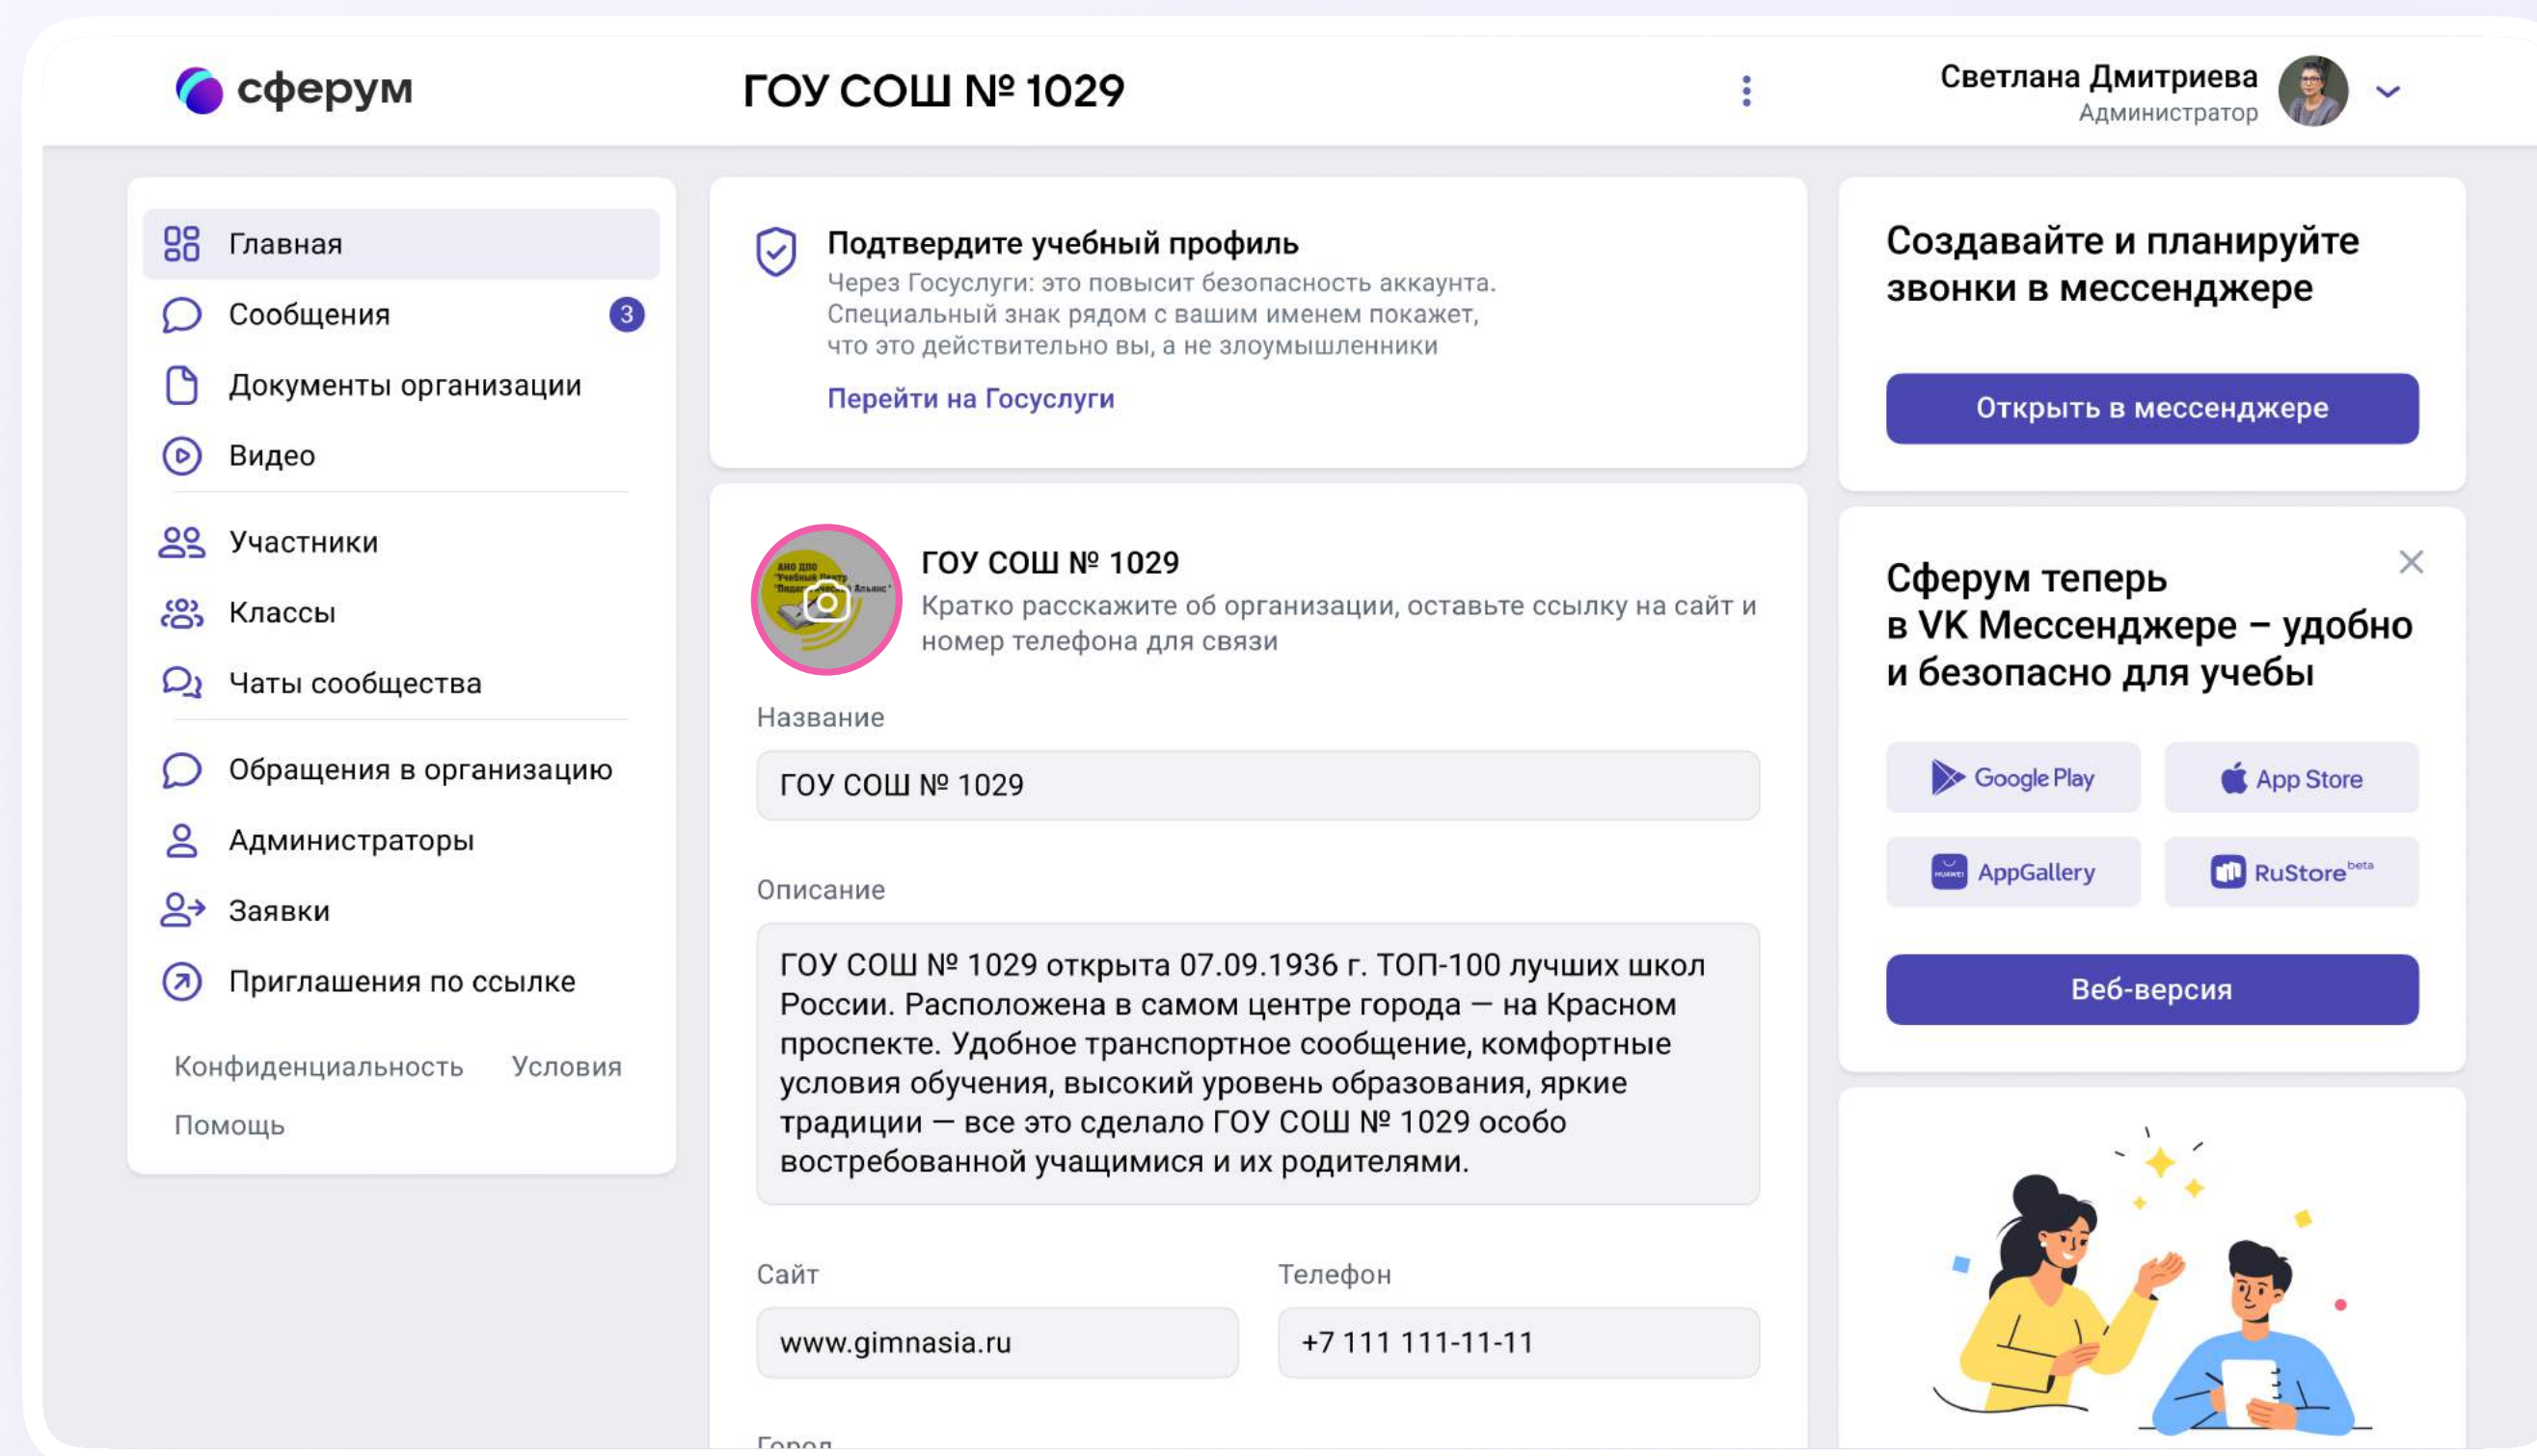 сферум
ГОУ СОШ № 1029
Светлана Дмитриева
Администратор
Главная
Сообщения
3
Документы организации
Видео
Участники
Классы
Чаты сообщества
Обращения в организацию
Администраторы
Заявки
Приглашения по ссылке
Конфиденциальность Условия
Помощь
Подтвердите учебный профиль
Через Госуслуги: это повысит безопасность аккаунта.
Специальный знак рядом с вашим именем покажет,
что это действительно вы, а не злоумышленники
Перейти на Госуслуги
АНО ДПО
"Учебный Центр
Альянс"
ГОУ СОШ № 1029
Кратко расскажите об организации, оставьте ссылку на сайт и
номер телефона для связи
Название
ГОУ СОШ № 1029
Описание
ГОУ СОШ № 1029 открыта 07.09.1936 г. ТОП-100 лучших школ
России. Расположена в самом центре города — на Красном
проспекте. Удобное транспортное сообщение, комфортные
условия обучения, высокий уровень образования, яркие
традиции — все это сделало ГОУ СОШ № 1029 особо
востребованной учащимися и их родителями.
Сайт
www.gimnasia.ru
Телефон
+7 111 111-11-11
Город
Создавайте и планируйте
звонки в мессенджере
Открыть в мессенджере
Сферум теперь
в VK Мессенджере – удобно
и безопасно для учебы
Google Play
App Store
HUAWEI AppGallery
RuStore beta
Веб-версия